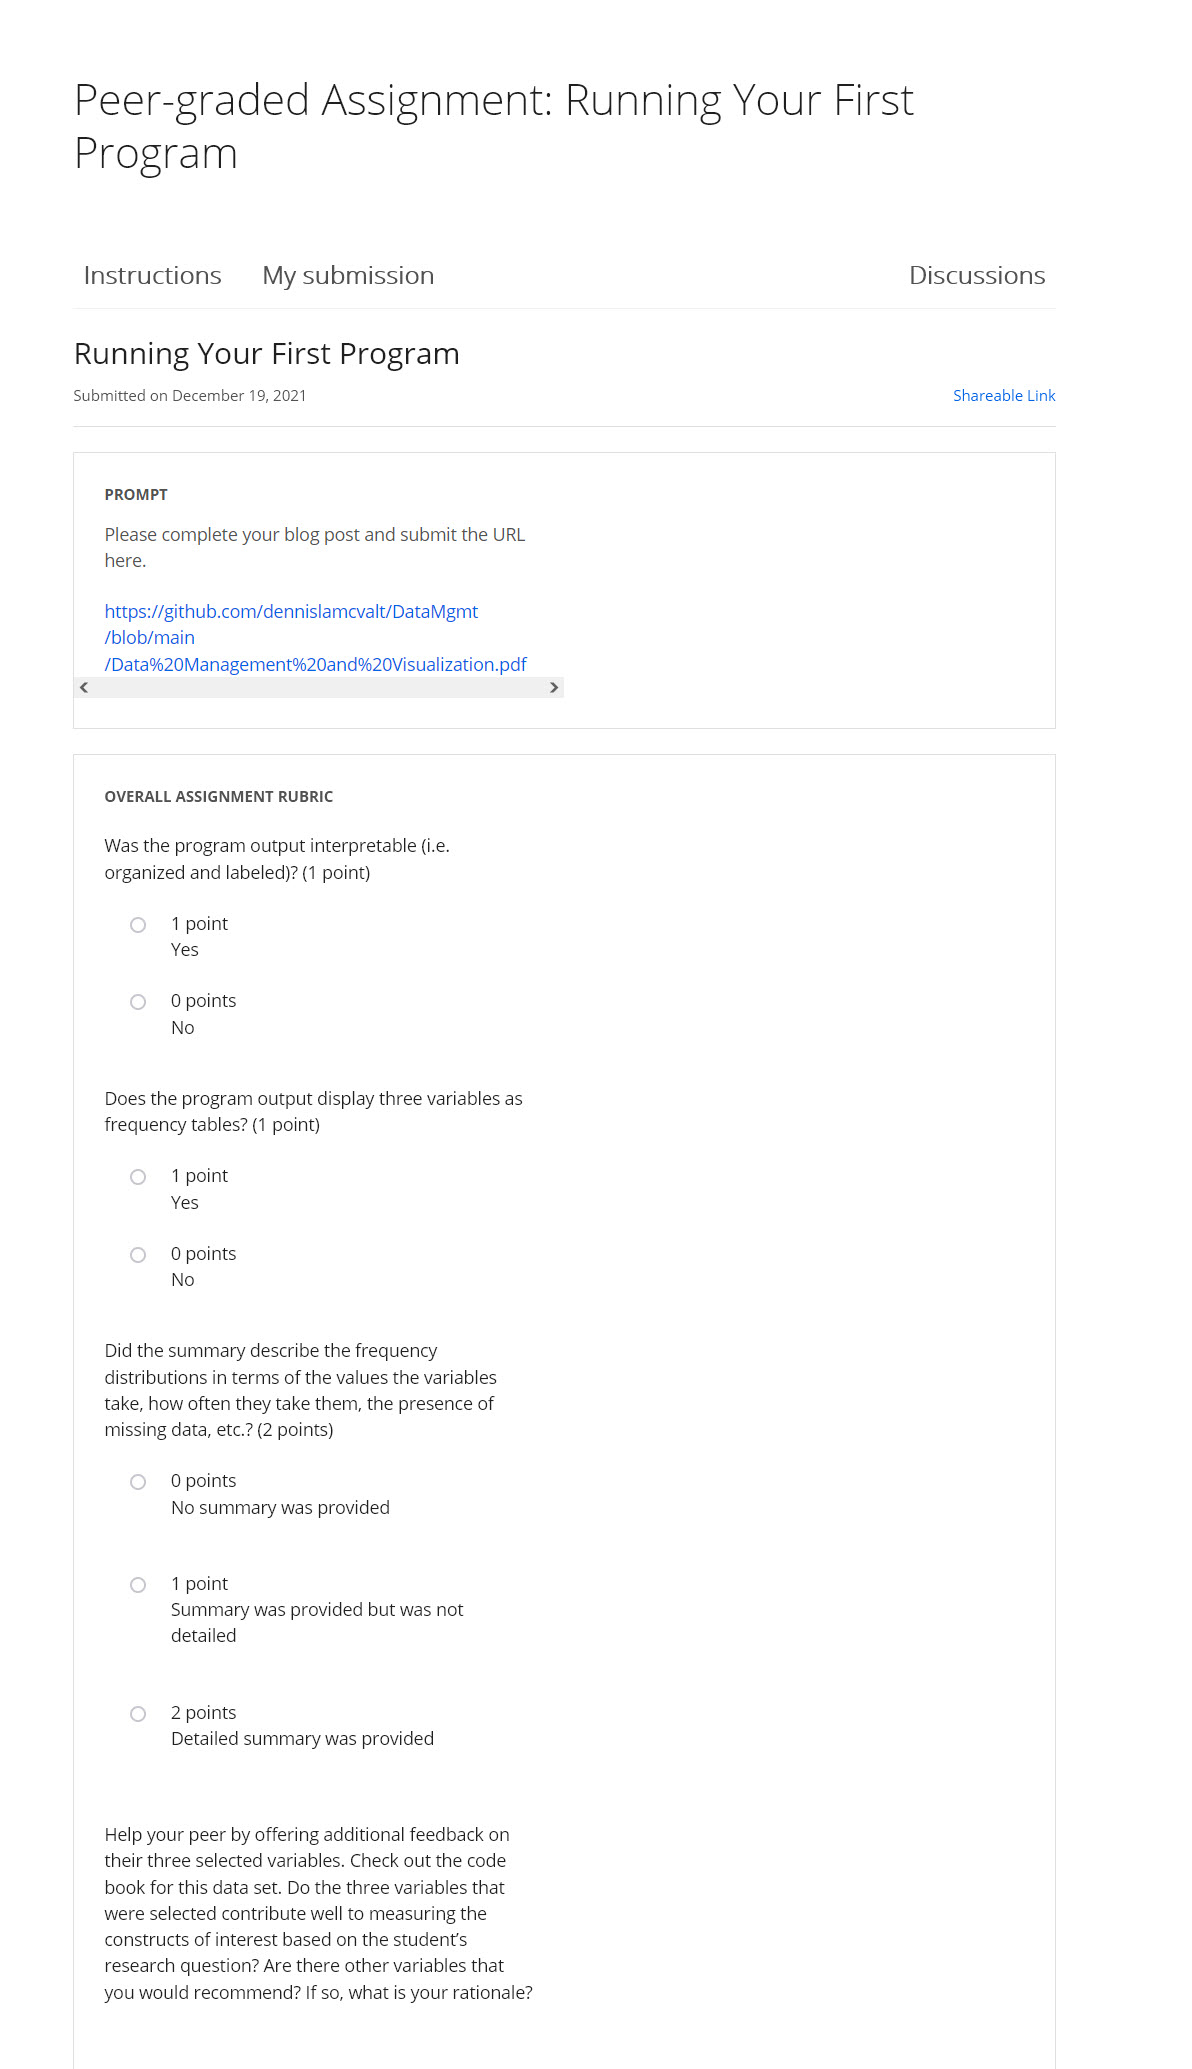 Peer-graded Assignment: Running Your First
Program
Instructions My submission Discussions
Running Your First Program
Submitted on December 19, 2021 Shareable Link
PROMPT
Please complete your blog post and submit the URL
here.
https://github.com/dennislamcvalt/DataMgmt
/blob/main
/Data%20Management%20and%20Visualization.pdf
OVERALL ASSIGNMENT RUBRIC
Was the program output interpretable (i.e.
organized and labeled)? (1 point)
1 point
Yes
0 points
No
Does the program output display three variables as
frequency tables? (1 point)
1 point
Yes
0 points
No
Did the summary describe the frequency
distributions in terms of the values the variables
take, how often they take them, the presence of
missing data, etc.? (2 points)
0 points
No summary was provided
1 point
Summary was provided but was not
detailed
2 points
Detailed summary was provided
Help your peer by offering additional feedback on
their three selected variables. Check out the code
book for this data set. Do the three variables that
were selected contribute well to measuring the
constructs of interest based on the student’s
research question? Are there other variables that
you would recommend? If so, what is your rationale?